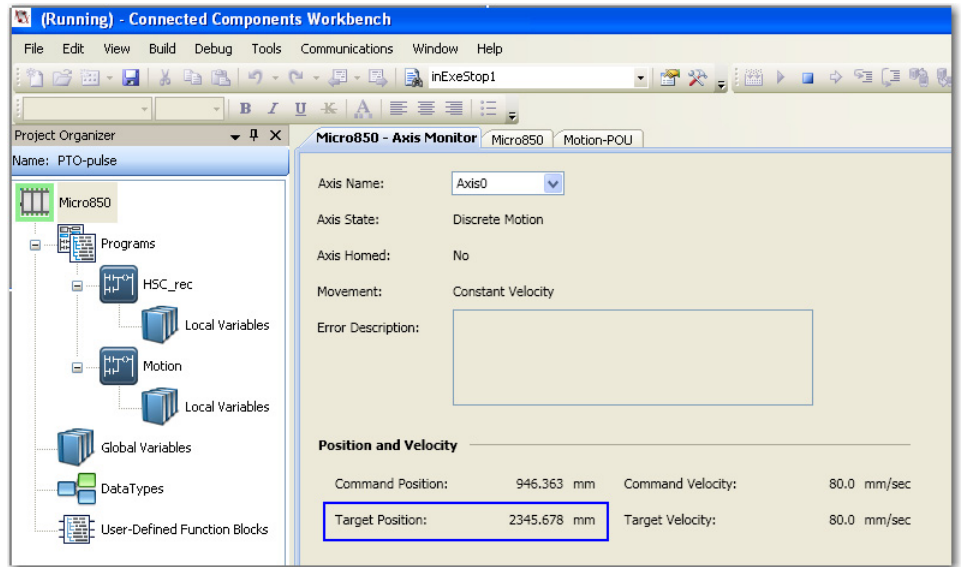 (Running) - Connected Components Workbench
File Edit View Build Debug Tools Communications Window Help
inExeStop1
B I U A
Project Organizer
Micro850 - Axis Monitor Micro850 Motion-POU
Name: PTO-pulse
Axis Name: Axis0
Micro850
Axis State: Discrete Motion
Programs
Axis Homed: No
HSC_rec
Movement: Constant Velocity
Local Variables
Error Description:
Motion
Local Variables
Global Variables
Position and Velocity
DataTypes
Command Position: 946.363 mm Command Velocity: 80.0 mm/sec
User-Defined Function Blocks
Target Position: 2345.678 mm Target Velocity: 80.0 mm/sec